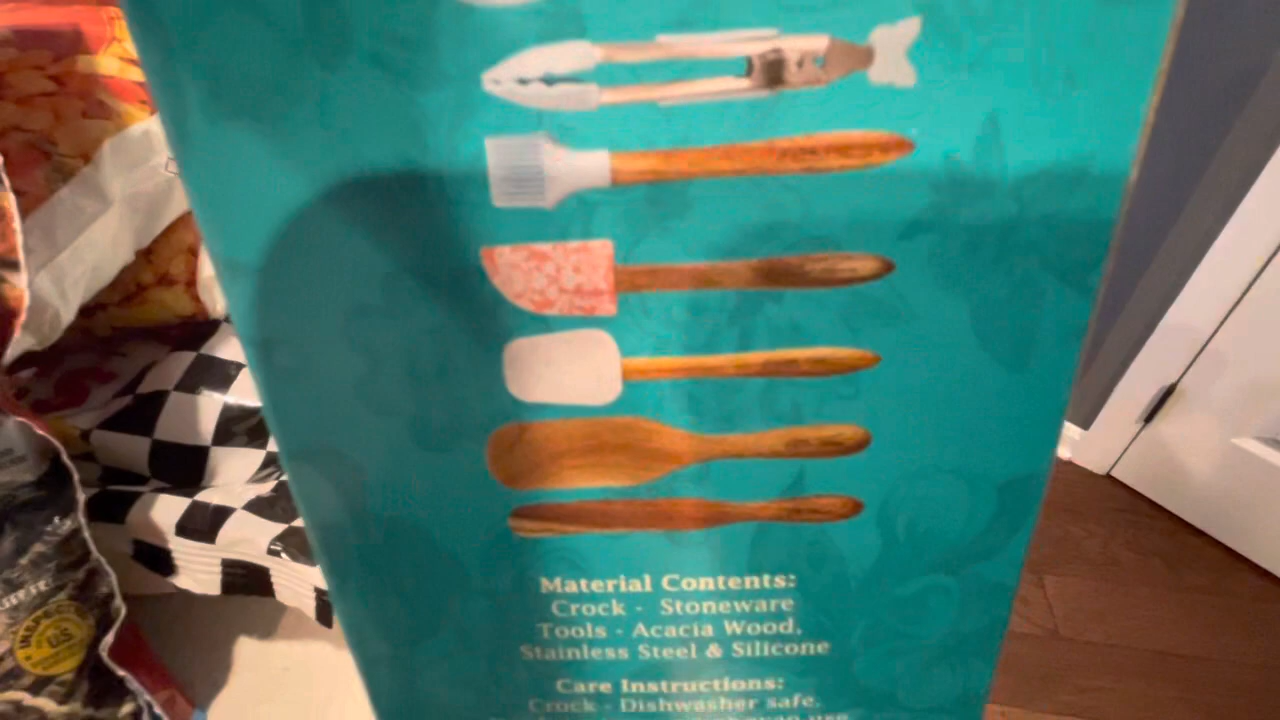 Material Contents:
Crock - Stoneware
Tools - Acacia Wood,
Stainless Steel & Silicone
Care Instructions:
Crock - Dishwasher safe.
U.S.